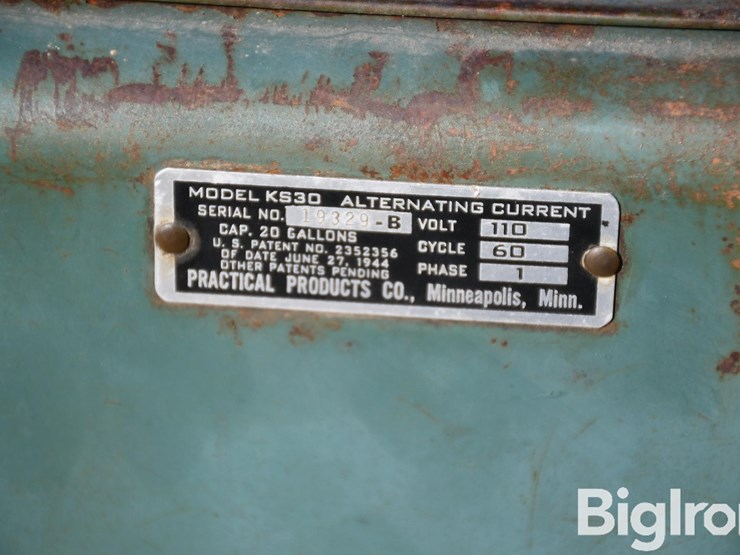 MODEL KS30 ALTERNATING CURRENT
SERIAL NO. 19329-B
CAP. 20 GALLONS
U.S. PATENT NO. 2352356
OF DATE JUNE 27, 1944
OTHER PATENTS PENDING
VOLT 110
CYCLE 60
PHASE 1
PRACTICAL PRODUCTS CO., Minneapolis, Minn.
BigIro